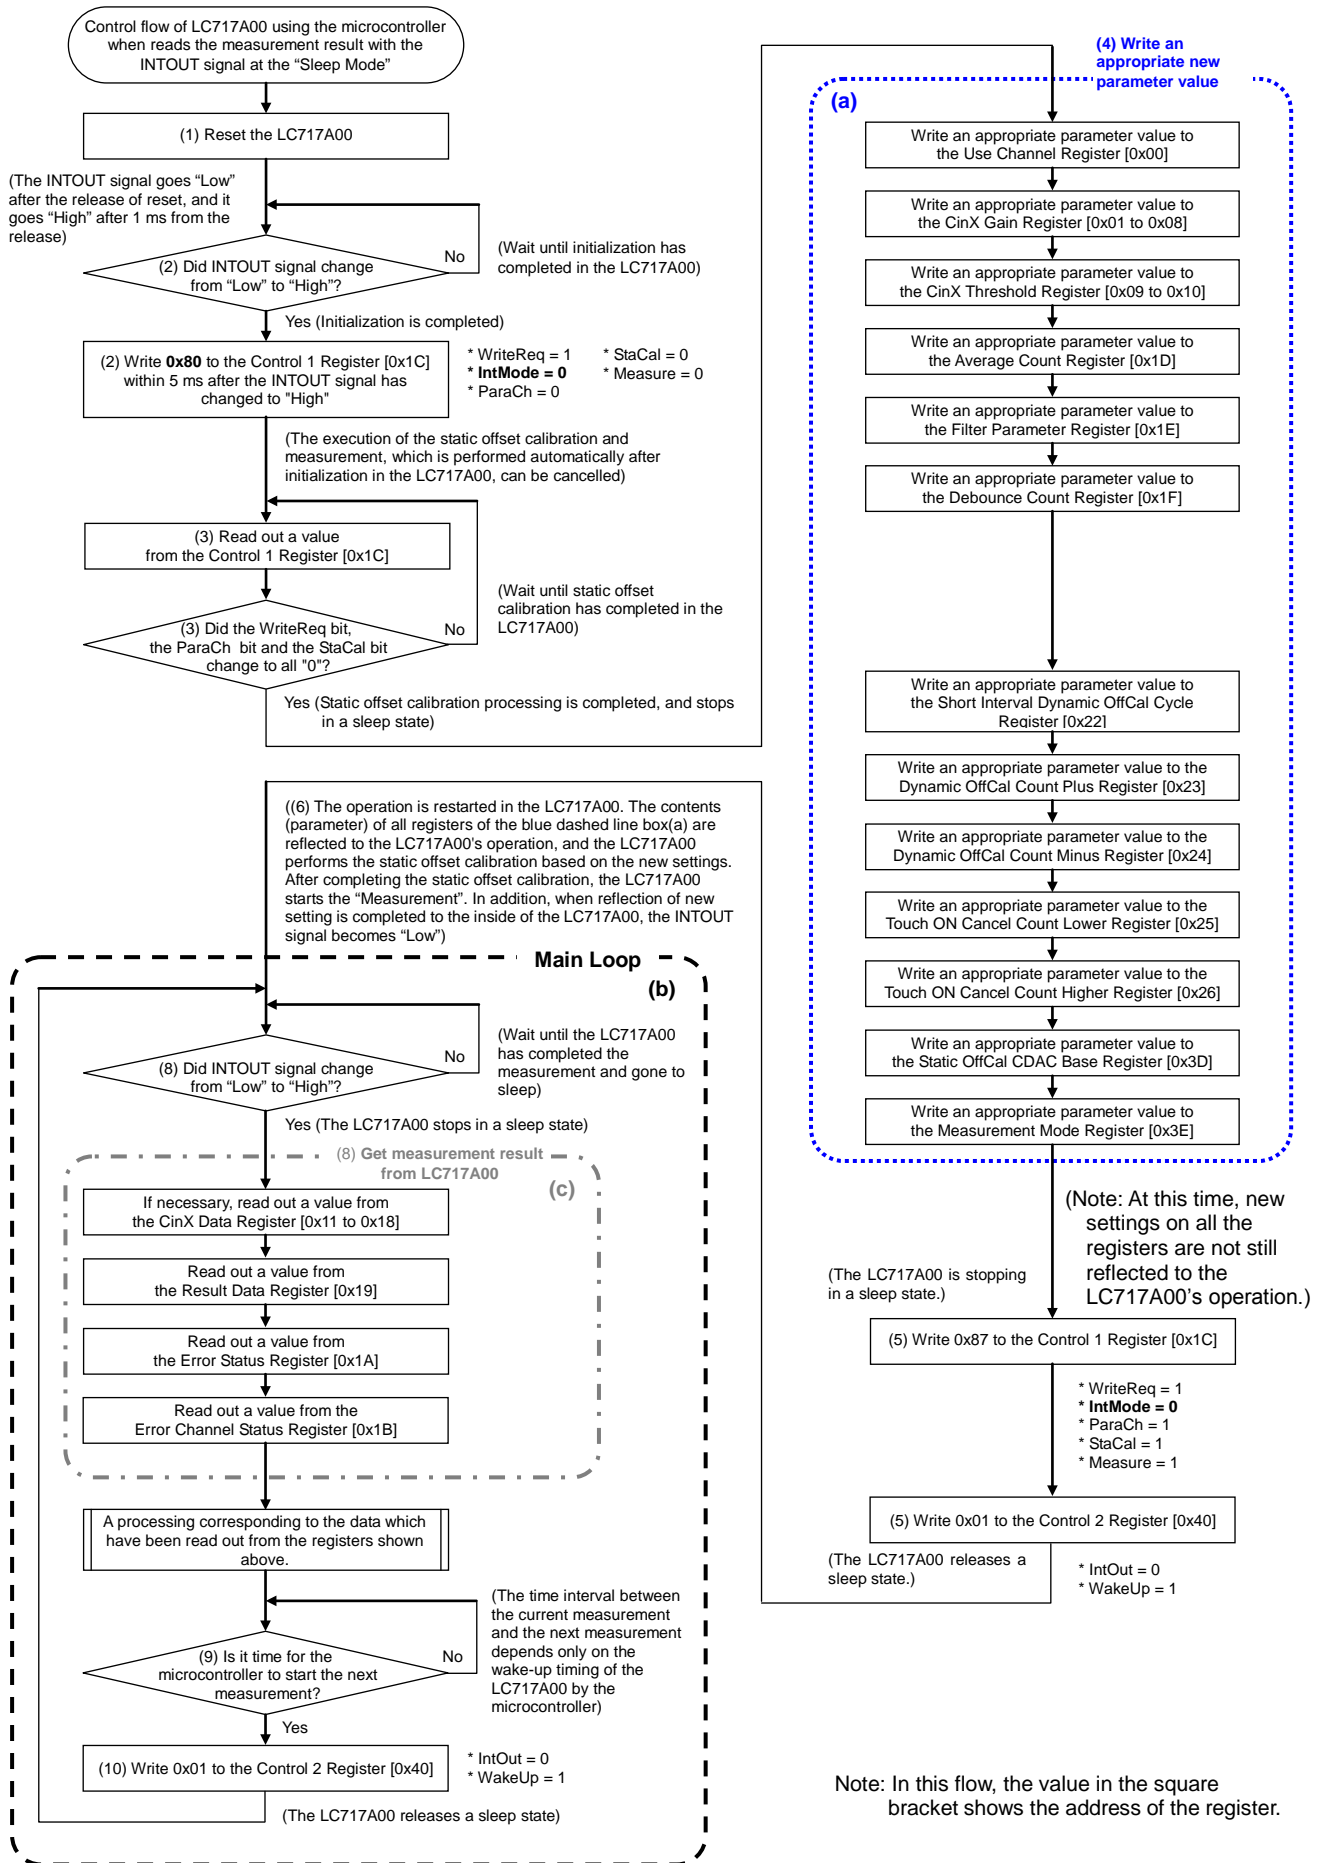 Control flow of LC717A00 using the microcontroller
when reads the measurement result with the
INTOUT signal at the “Sleep Mode”
(1) Reset the LC717A00
(The INTOUT signal goes “Low”
after the release of reset, and it
goes “High” after 1 ms from the
release)
(2) Did INTOUT signal change
from “Low” to “High”?
No
(Wait until initialization has
completed in the LC717A00)
Yes (Initialization is completed)
(2) Write 0x80 to the Control 1 Register [0x1C]
within 5 ms after the INTOUT signal has
changed to "High"
* WriteReq = 1
* IntMode = 0
* ParaCh = 0
* StaCal = 0
* Measure = 0
(The execution of the static offset calibration and
measurement, which is performed automatically after
initialization in the LC717A00, can be cancelled)
(3) Read out a value
from the Control 1 Register [0x1C]
(Wait until static offset
calibration has completed in the
LC717A00)
(3) Did the WriteReq bit,
the ParaCh bit and the StaCal bit
change to all "0"?
No
Yes (Static offset calibration processing is completed, and stops
in a sleep state)
(4) Write an
appropriate new
parameter value
(a)
Write an appropriate parameter value to
the Use Channel Register [0x00]
Write an appropriate parameter value to
the CinX Gain Register [0x01 to 0x08]
Write an appropriate parameter value to
the CinX Threshold Register [0x09 to 0x10]
Write an appropriate parameter value to
the Average Count Register [0x1D]
Write an appropriate parameter value to
the Filter Parameter Register [0x1E]
Write an appropriate parameter value to
the Debounce Count Register [0x1F]
Write an appropriate parameter value to
the Short Interval Dynamic OffCal Cycle
Register [0x22]
Write an appropriate parameter value to the
Dynamic OffCal Count Plus Register [0x23]
Write an appropriate parameter value to the
Dynamic OffCal Count Minus Register [0x24]
Write an appropriate parameter value to the
Touch ON Cancel Count Lower Register [0x25]
Write an appropriate parameter value to the
Touch ON Cancel Count Higher Register [0x26]
Write an appropriate parameter value to
the Static OffCal CDAC Base Register [0x3D]
Write an appropriate parameter value to
the Measurement Mode Register [0x3E]
(Note: At this time, new
settings on all the
registers are not still
reflected to the
LC717A00’s operation.)
(The LC717A00 is stopping
in a sleep state.)
(5) Write 0x87 to the Control 1 Register [0x1C]
* WriteReq = 1
* IntMode = 0
* ParaCh = 1
* StaCal = 1
* Measure = 1
(5) Write 0x01 to the Control 2 Register [0x40]
(The LC717A00 releases a
sleep state.)
* IntOut = 0
* WakeUp = 1
((6) The operation is restarted in the LC717A00. The contents
(parameter) of all registers of the blue dashed line box(a) are
reflected to the LC717A00’s operation, and the LC717A00
performs the static offset calibration based on the new settings.
After completing the static offset calibration, the LC717A00
starts the “Measurement”. In addition, when reflection of new
setting is completed to the inside of the LC717A00, the INTOUT
signal becomes “Low”)
Main Loop
(b)
(8) Did INTOUT signal change
from “Low” to “High”?
No
(Wait until the LC717A00
has completed the
measurement and gone to
sleep)
Yes (The LC717A00 stops in a sleep state)
(8) Get measurement result
from LC717A00
(c)
If necessary, read out a value from
the CinX Data Register [0x11 to 0x18]
Read out a value from
the Result Data Register [0x19]
Read out a value from
the Error Status Register [0x1A]
Read out a value from the
Error Channel Status Register [0x1B]
A processing corresponding to the data which
have been read out from the registers shown
above.
(The time interval between
the current measurement
and the next measurement
depends only on the
wake-up timing of the
LC717A00 by the
microcontroller)
(9) Is it time for the
microcontroller to start the next
measurement?
No
Yes
(10) Write 0x01 to the Control 2 Register [0x40]
* IntOut = 0
* WakeUp = 1
(The LC717A00 releases a sleep state)
Note: In this flow, the value in the square
bracket shows the address of the register.